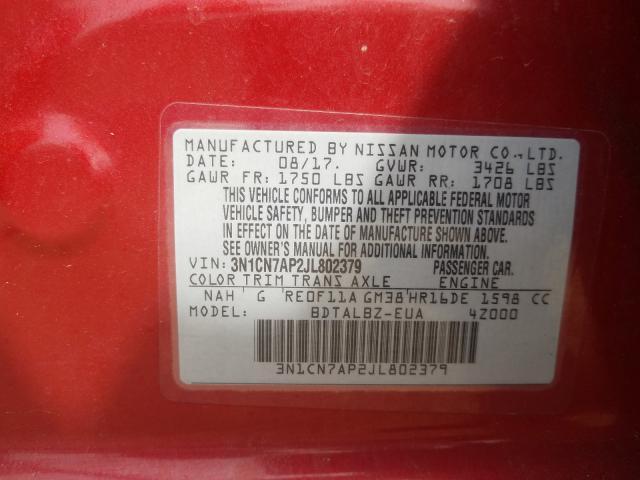 MANUFACTURED BY NISSAN MOTOR CO., LTD.
DATE: 08/17. GVWR: 3426 LBS
GAWR FR: 1750 LBS GAWR RR: 1708 LBS
THIS VEHICLE CONFORMS TO ALL APPLICABLE FEDERAL MOTOR
VEHICLE SAFETY, BUMPER AND THEFT PREVENTION STANDARDS
IN EFFECT ON THE DATE OF MANUFACTURE SHOWN ABOVE.
SEE OWNER'S MANUAL FOR ADDITIONAL INFORMATION.
VIN: 3N1CN7AP2JL802379 PASSENGER CAR.
COLOR TRIM TRANS AXLE ENGINE
NAH G RE0F11A GM38 HR16DE 1598 CC
MODEL: BDTALBZ-EUA 4Z000
3N1CN7AP2JL802379